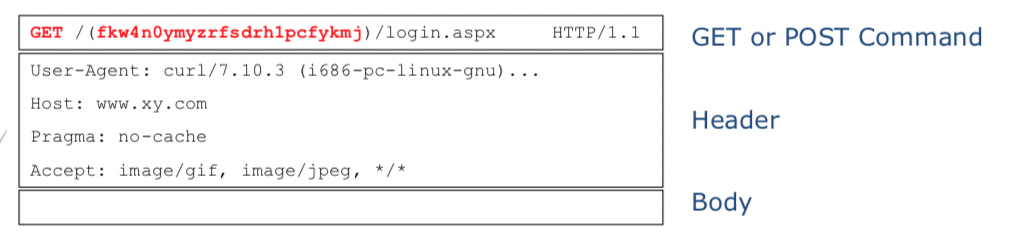 GET /(fkw4n0ymyzrfsdrh1pcfykmj)/login.aspx HTTP/1.1
GET or POST Command
User-Agent: curl/7.10.3 (i686-pc-linux-gnu)...
Host: www.xy.com
Header
Pragma: no-cache
Accept: image/gif, image/jpeg, */*
Body